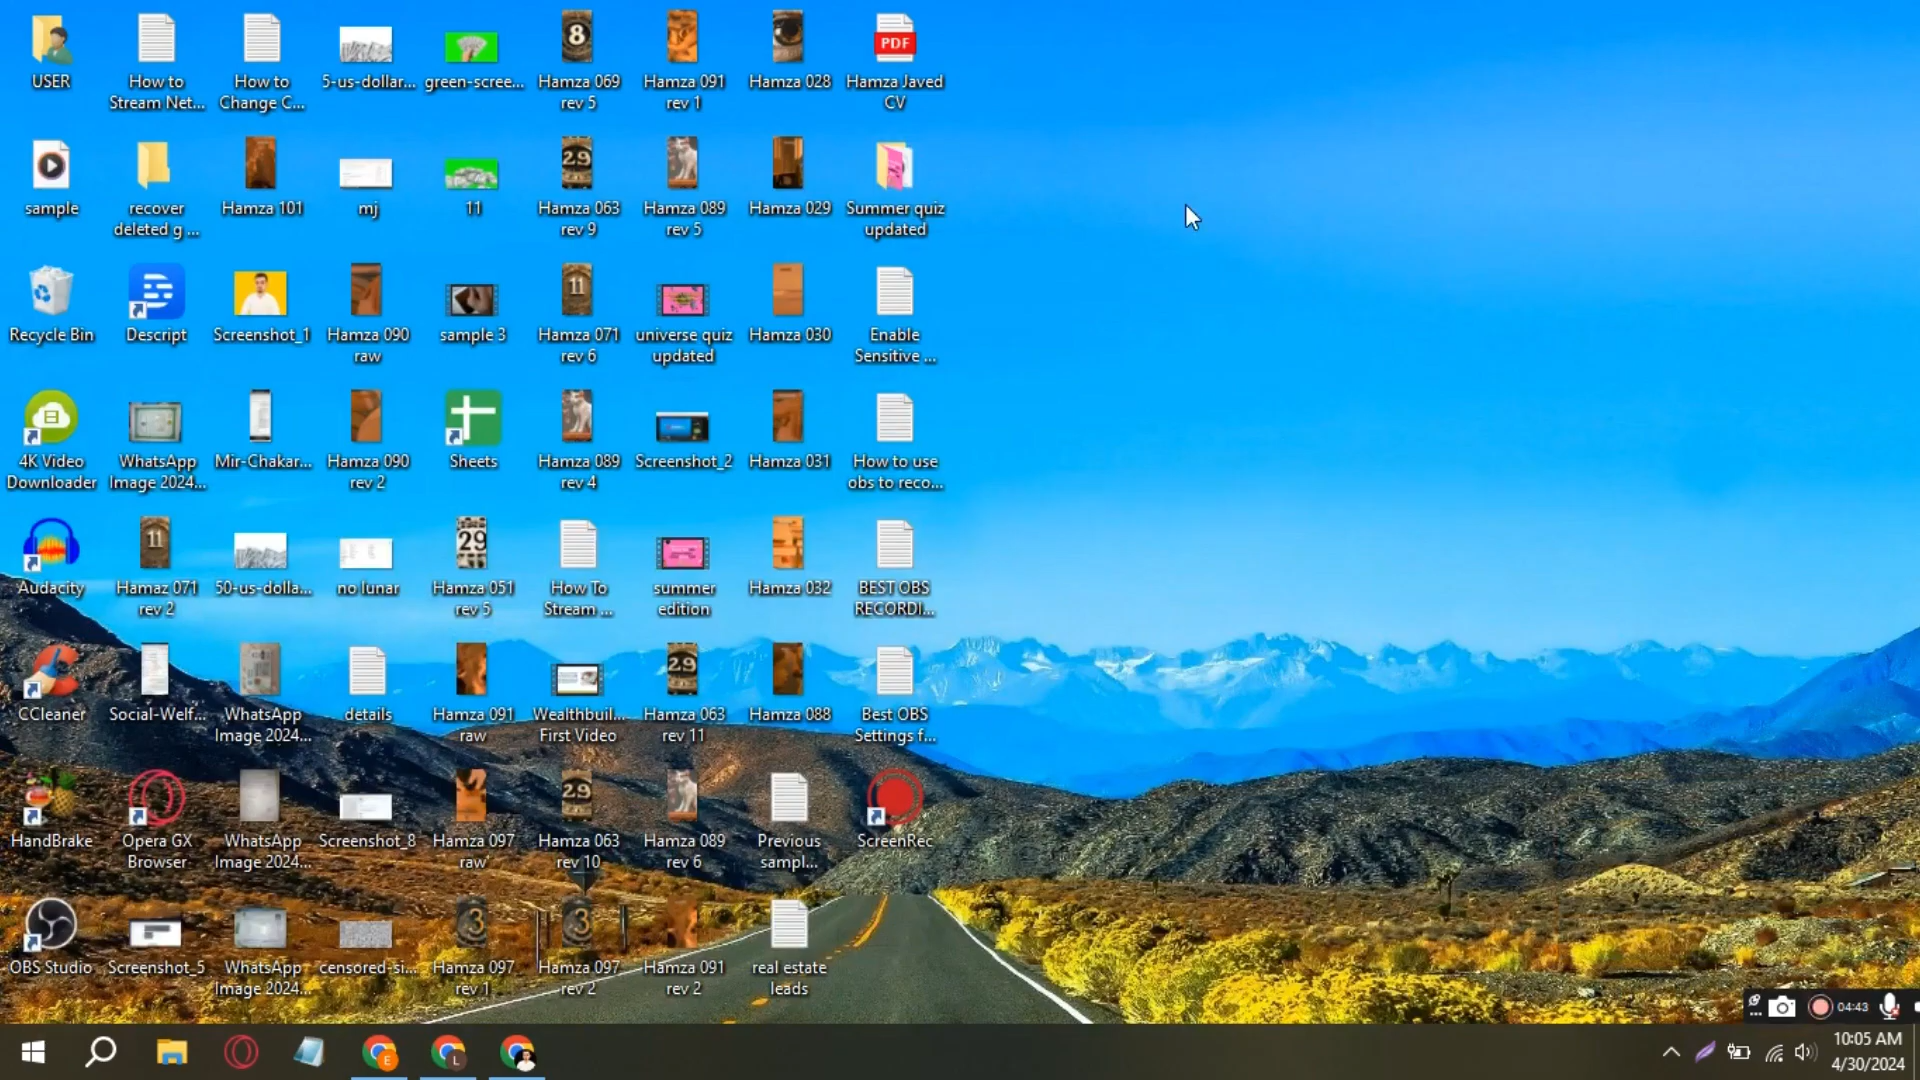 USER
How to
Stream Net...
How to
Change C...
5-us-dollar...
green-scree...
Hamza 069
rev 5
Hamza 091
rev 1
Hamza 028
PDF
Hamza Javed
CV
sample
recover
deleted g ...
Hamza 101
mj
11
29
Hamza 063
rev 9
Hamza 089
rev 5
Hamza 029
Summer quiz
updated
Recycle Bin
Descript
Screenshot_1
Hamza 090
raw
sample 3
11
Hamza 071
rev 6
universe quiz
updated
Hamza 030
Enable
Sensitive ...
4K Video
Downloader
WhatsApp
Image 2024...
Mir-Chakar...
Hamza 090
rev 2
Sheets
Hamza 089
rev 4
Screenshot_2
Hamza 031
How to use
obs to reco...
Audacity
11
Hamaz 071
rev 2
50-us-dolla...
no lunar
29
Hamza 051
rev 5
How To
Stream ...
summer
edition
Hamza 032
BEST OBS
RECORDI...
CCleaner
Social-Welf...
WhatsApp
Image 2024...
details
Hamza 091
raw
Wealthbuil...
First Video
29
Hamza 063
rev 11
Hamza 088
Best OBS
Settings f...
HandBrake
Opera GX
Browser
WhatsApp
Image 2024...
Screenshot_8
Hamza 097
raw
29
Hamza 063
rev 10
Hamza 089
rev 6
Previous
sampl...
ScreenRec
OBS Studio
Screenshot_5
WhatsApp
Image 2024...
censored-si...
3
Hamza 097
rev 1
3
Hamza 097
rev 2
Hamza 091
rev 2
real estate
leads
04:43
E
L
10:05 AM
4/30/2024